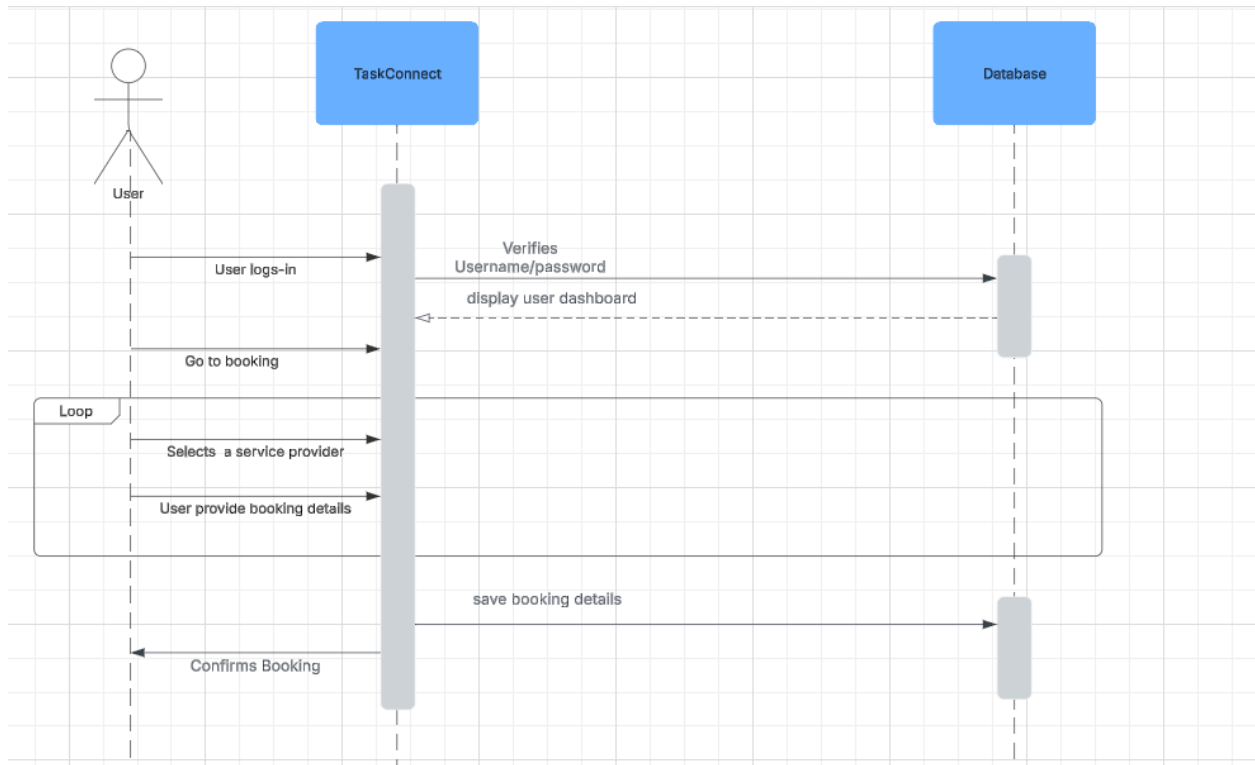 TaskConnect
Database
User
User logs-in
Verifies
Username/password
display user dashboard
Go to booking
Loop
Selects a service provider
User provide booking details
save booking details
Confirms Booking